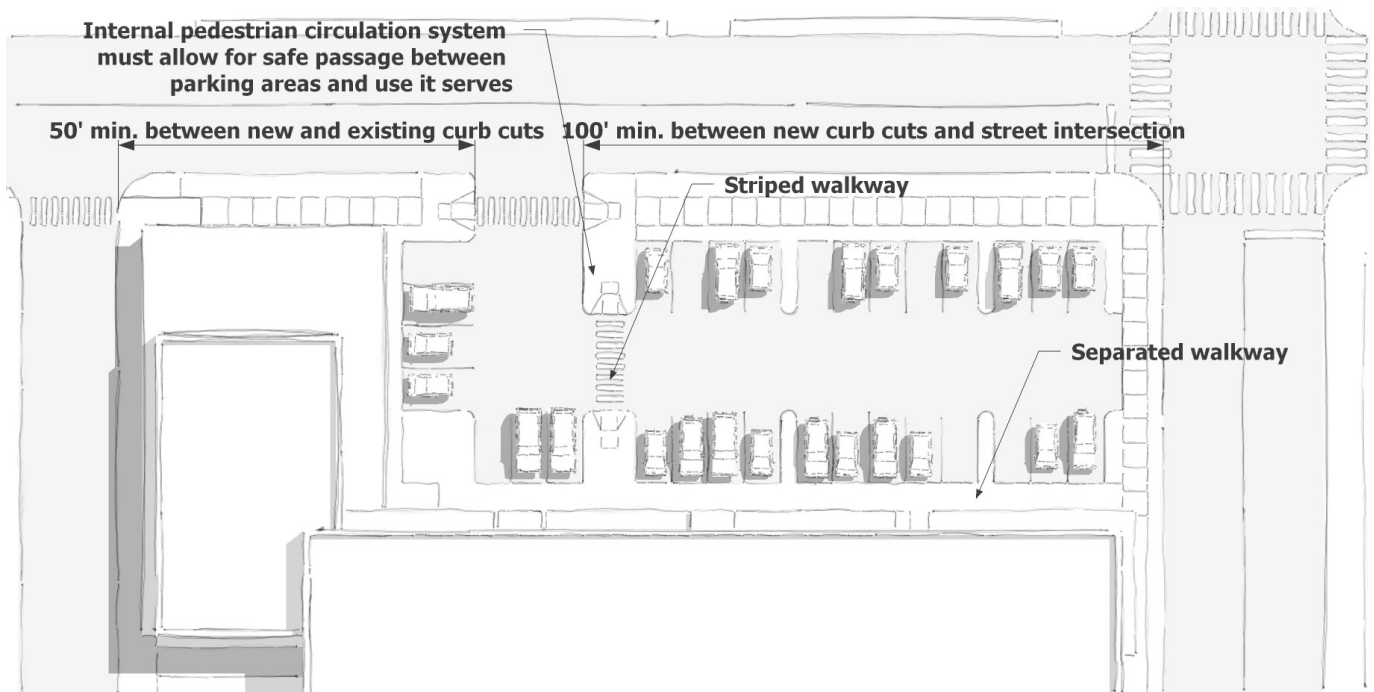 Internal pedestrian circulation system
must allow for safe passage between
parking areas and use it serves
50' min. between new and existing curb cuts
100' min. between new curb cuts and street intersection
Striped walkway
Separated walkway